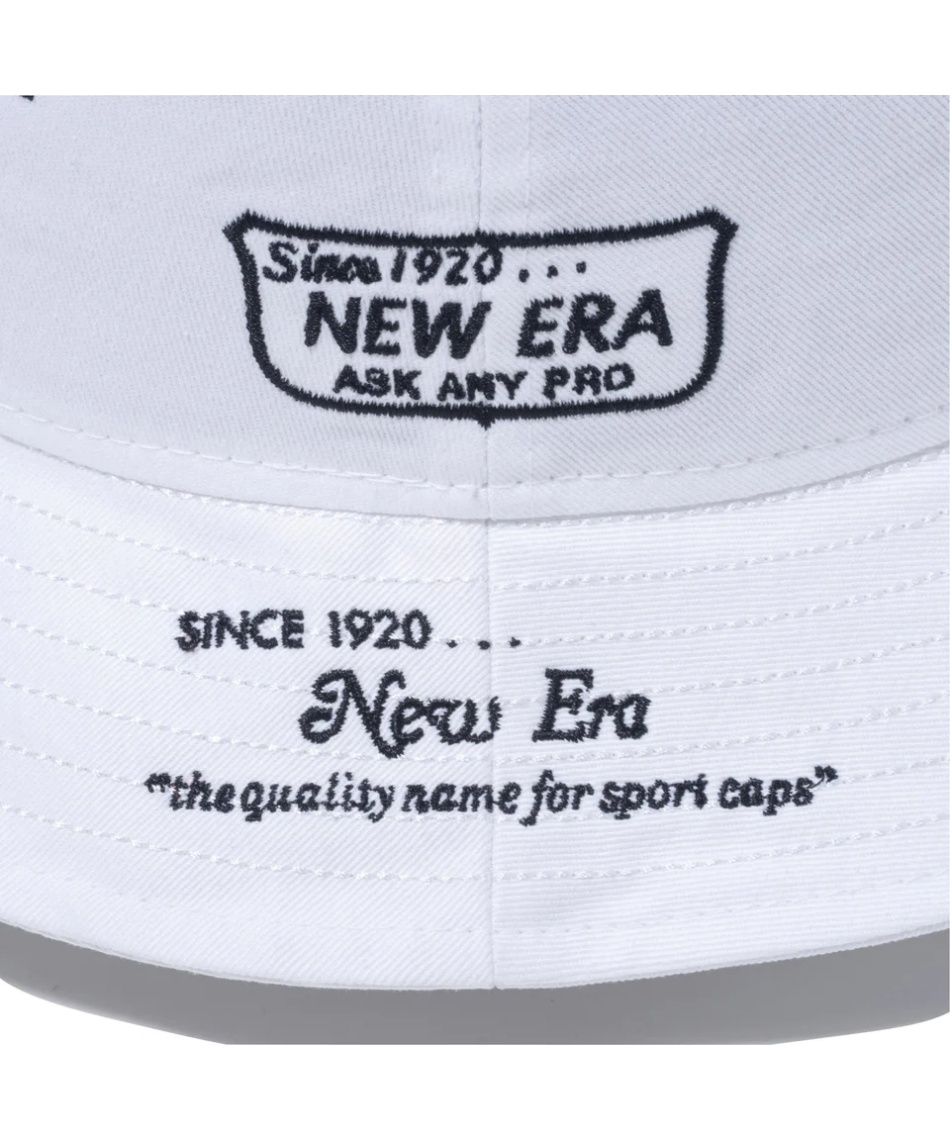 Since 1920...
NEW ERA
ASK ANY PRO
SINCE 1920...
New Era
"the quality name for sport caps"